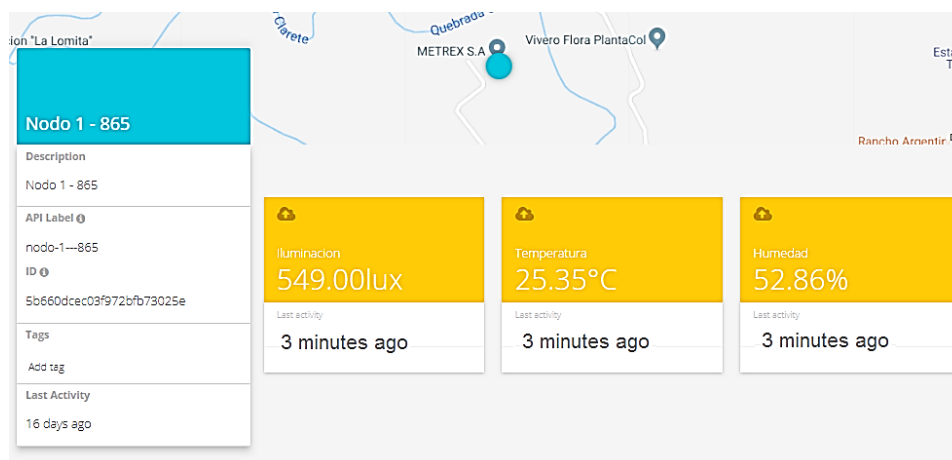 ion "La Lomita"
Clarete
Quebrada
METREX S.A
Vivero Flora PlantaCol
Est
T
Rancho Argentir
Nodo 1 - 865
Description
Nodo 1 - 865
API Label
nodo-1---865
ID
5b660dcec03f972bfb73025e
Tags
Add tag
Last Activity
16 days ago
Iluminacion
549.00lux
Last activity
3 minutes ago
Temperatura
25.35°C
Last activity
3 minutes ago
Humedad
52.86%
Last activity
3 minutes ago